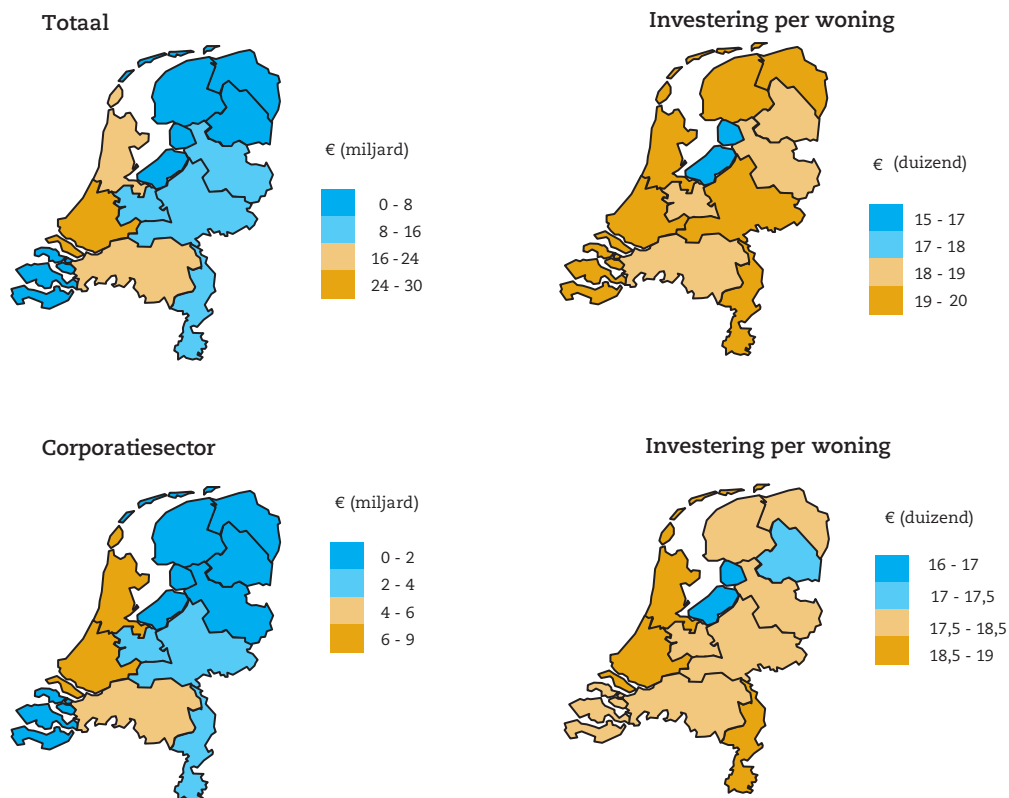 Totaal
€ (miljard)
0 - 8
8 - 16
16 - 24
24 - 30
Investering per woning
€ (duizend)
15 - 17
17 - 18
18 - 19
19 - 20
Corporatiesector
€ (miljard)
0 - 2
2 - 4
4 - 6
6 - 9
Investering per woning
€ (duizend)
16 - 17
17 - 17,5
17,5 - 18,5
18,5 - 19